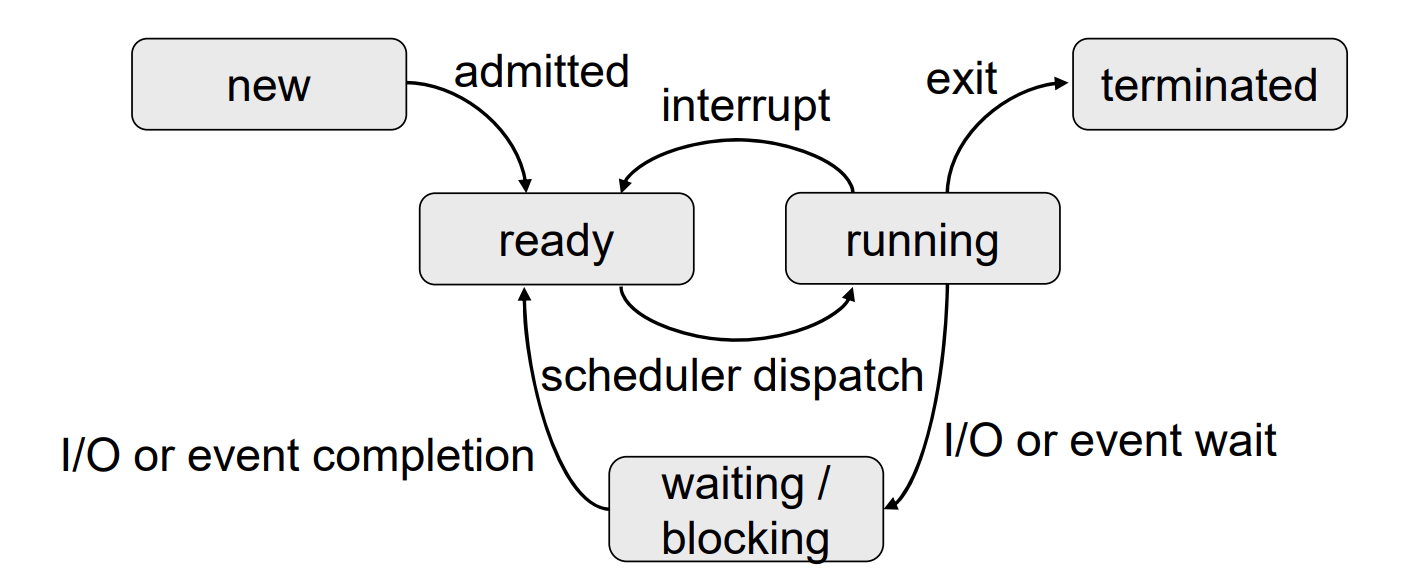 new
admitted
interrupt
exit
terminated
ready
running
scheduler dispatch
I/O or event completion
I/O or event wait
waiting /
blocking